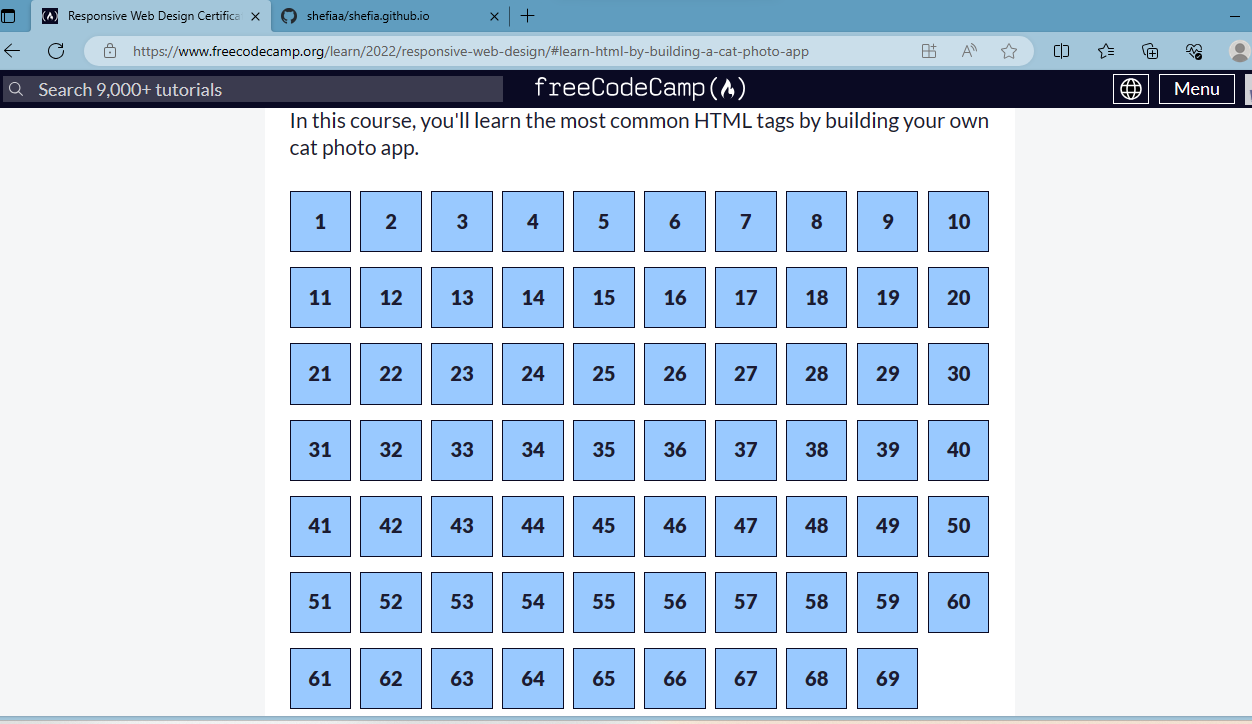 Responsive Web Design Certifica
shefiaa/shefia.github.io
https://www.freecodecamp.org/learn/2022/responsive-web-design/#learn-html-by-building-a-cat-photo-app
Search 9,000+ tutorials
freeCodeCamp
Menu
In this course, you'll learn the most common HTML tags by building your own
cat photo app.
1 2 3 4 5 6 7 8 9 10
11 12 13 14 15 16 17 18 19 20
21 22 23 24 25 26 27 28 29 30
31 32 33 34 35 36 37 38 39 40
41 42 43 44 45 46 47 48 49 50
51 52 53 54 55 56 57 58 59 60
61 62 63 64 65 66 67 68 69